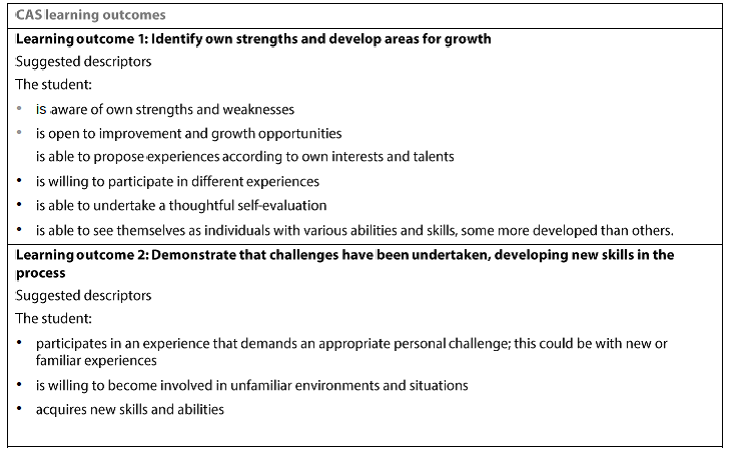 CAS learning outcomes
Learning outcome 1: Identify own strengths and develop areas for growth
Suggested descriptors
The student:
• is aware of own strengths and weaknesses
• is open to improvement and growth opportunities
is able to propose experiences according to own interests and talents
• is willing to participate in different experiences
• is able to undertake a thoughtful self-evaluation
• is able to see themselves as individuals with various abilities and skills, some more developed than others.
Learning outcome 2: Demonstrate that challenges have been undertaken, developing new skills in the
process
Suggested descriptors
The student:
• participates in an experience that demands an appropriate personal challenge; this could be with new or
familiar experiences
• is willing to become involved in unfamiliar environments and situations
• acquires new skills and abilities